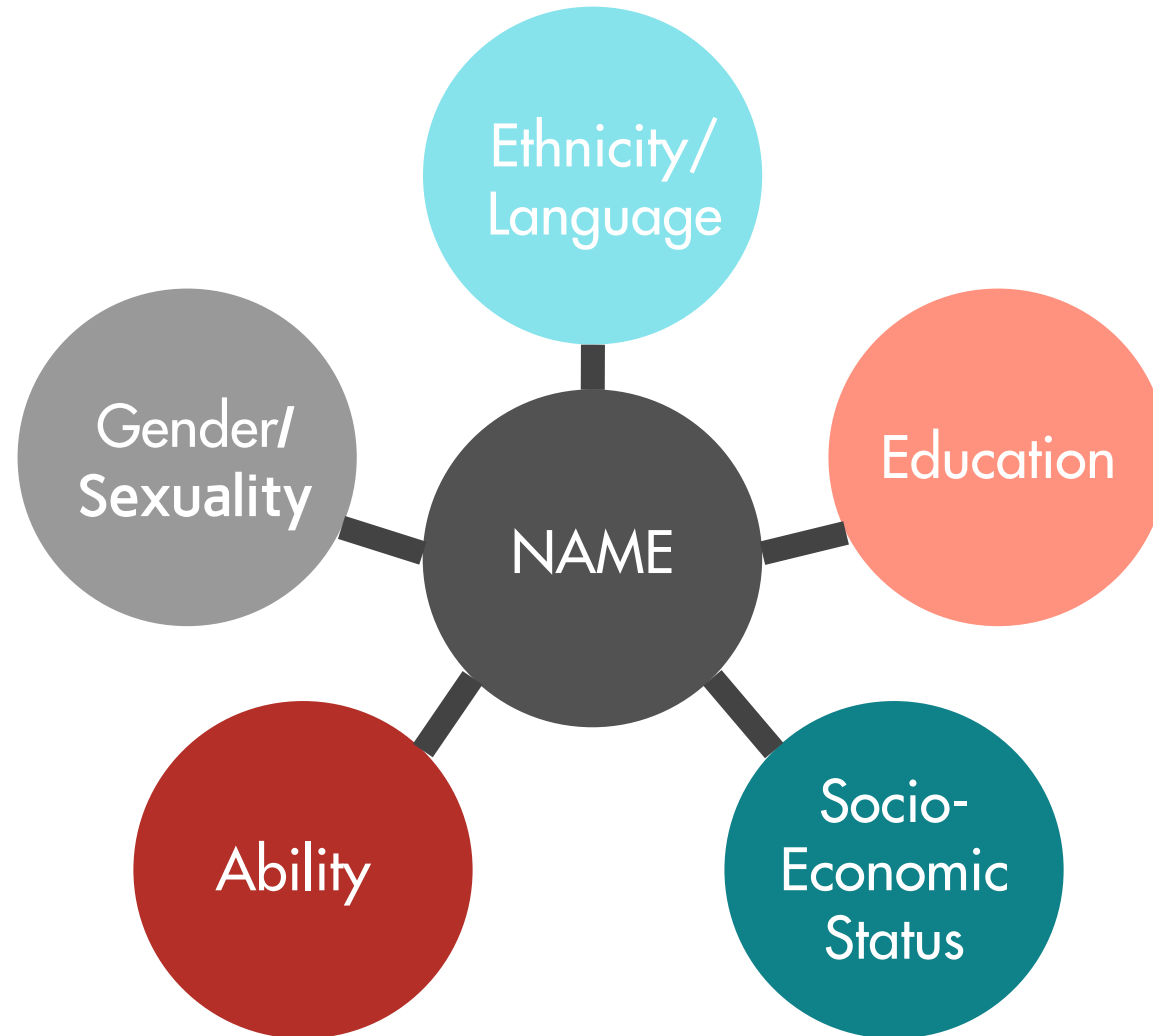 Ethnicity/
Language
Gender/
Sexuality
Education
NAME
Ability
Socio-
Economic
Status